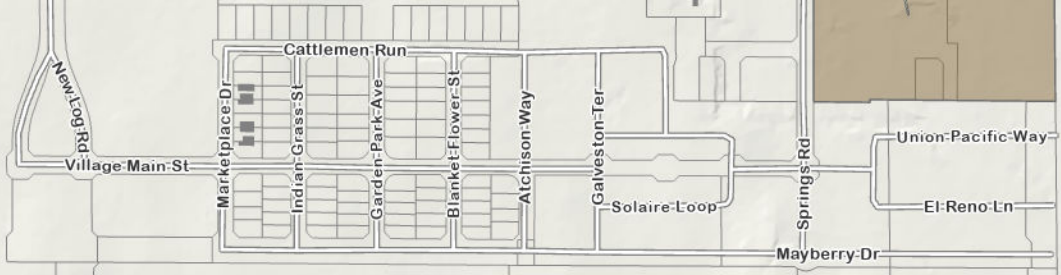 Cattlemen Run
New Log Rd
Marketplace Dr
Indian Grass St
Garden Park Ave
Blanket Flower St
Atchison Way
Galveston Ter
Springs Rd
Union Pacific Way
Village Main St
Solaire Loop
El Reno Ln
Mayberry Dr